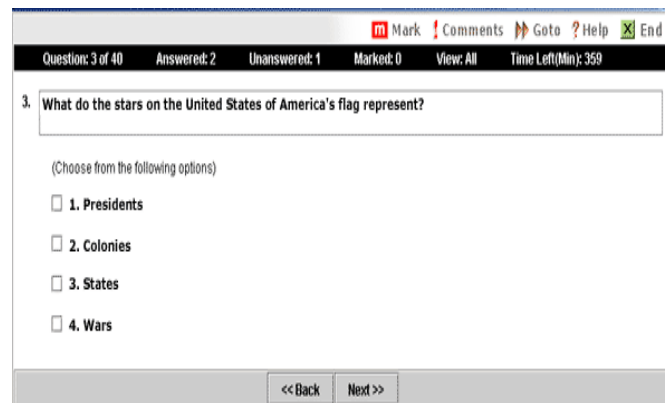 m Mark ! Comments Goto ? Help X End
Question: 3 of 40 Answered: 2 Unanswered: 1 Marked: 0 View: All Time Left(Min): 359
3. What do the stars on the United States of America's flag represent?
(Choose from the following options)
1. Presidents
2. Colonies
3. States
4. Wars
<< Back Next >>